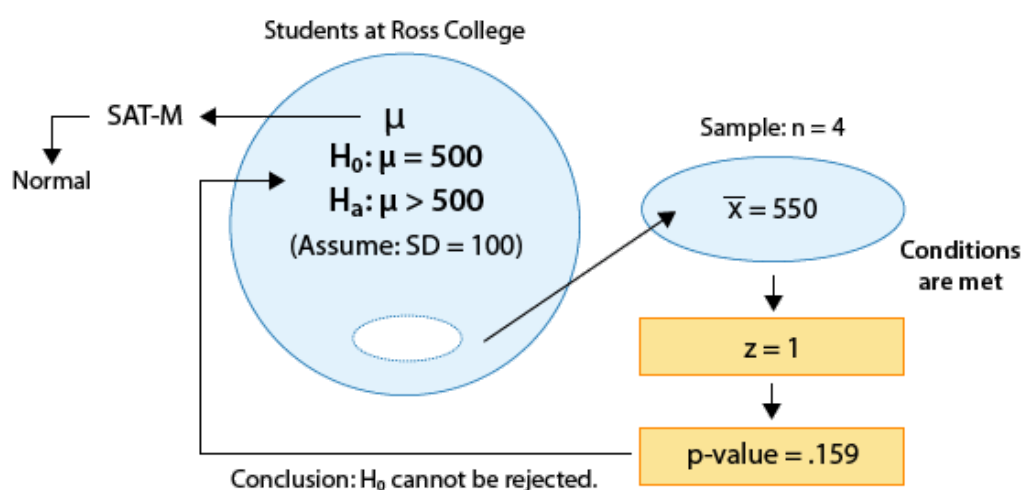 Students at Ross College
SAT-M
Normal
μ
H₀: μ = 500
Hₐ: μ > 500
(Assume: SD = 100)
Sample: n = 4
x̅ = 550
Conditions
are met
z = 1
p-value = .159
Conclusion: H₀ cannot be rejected.